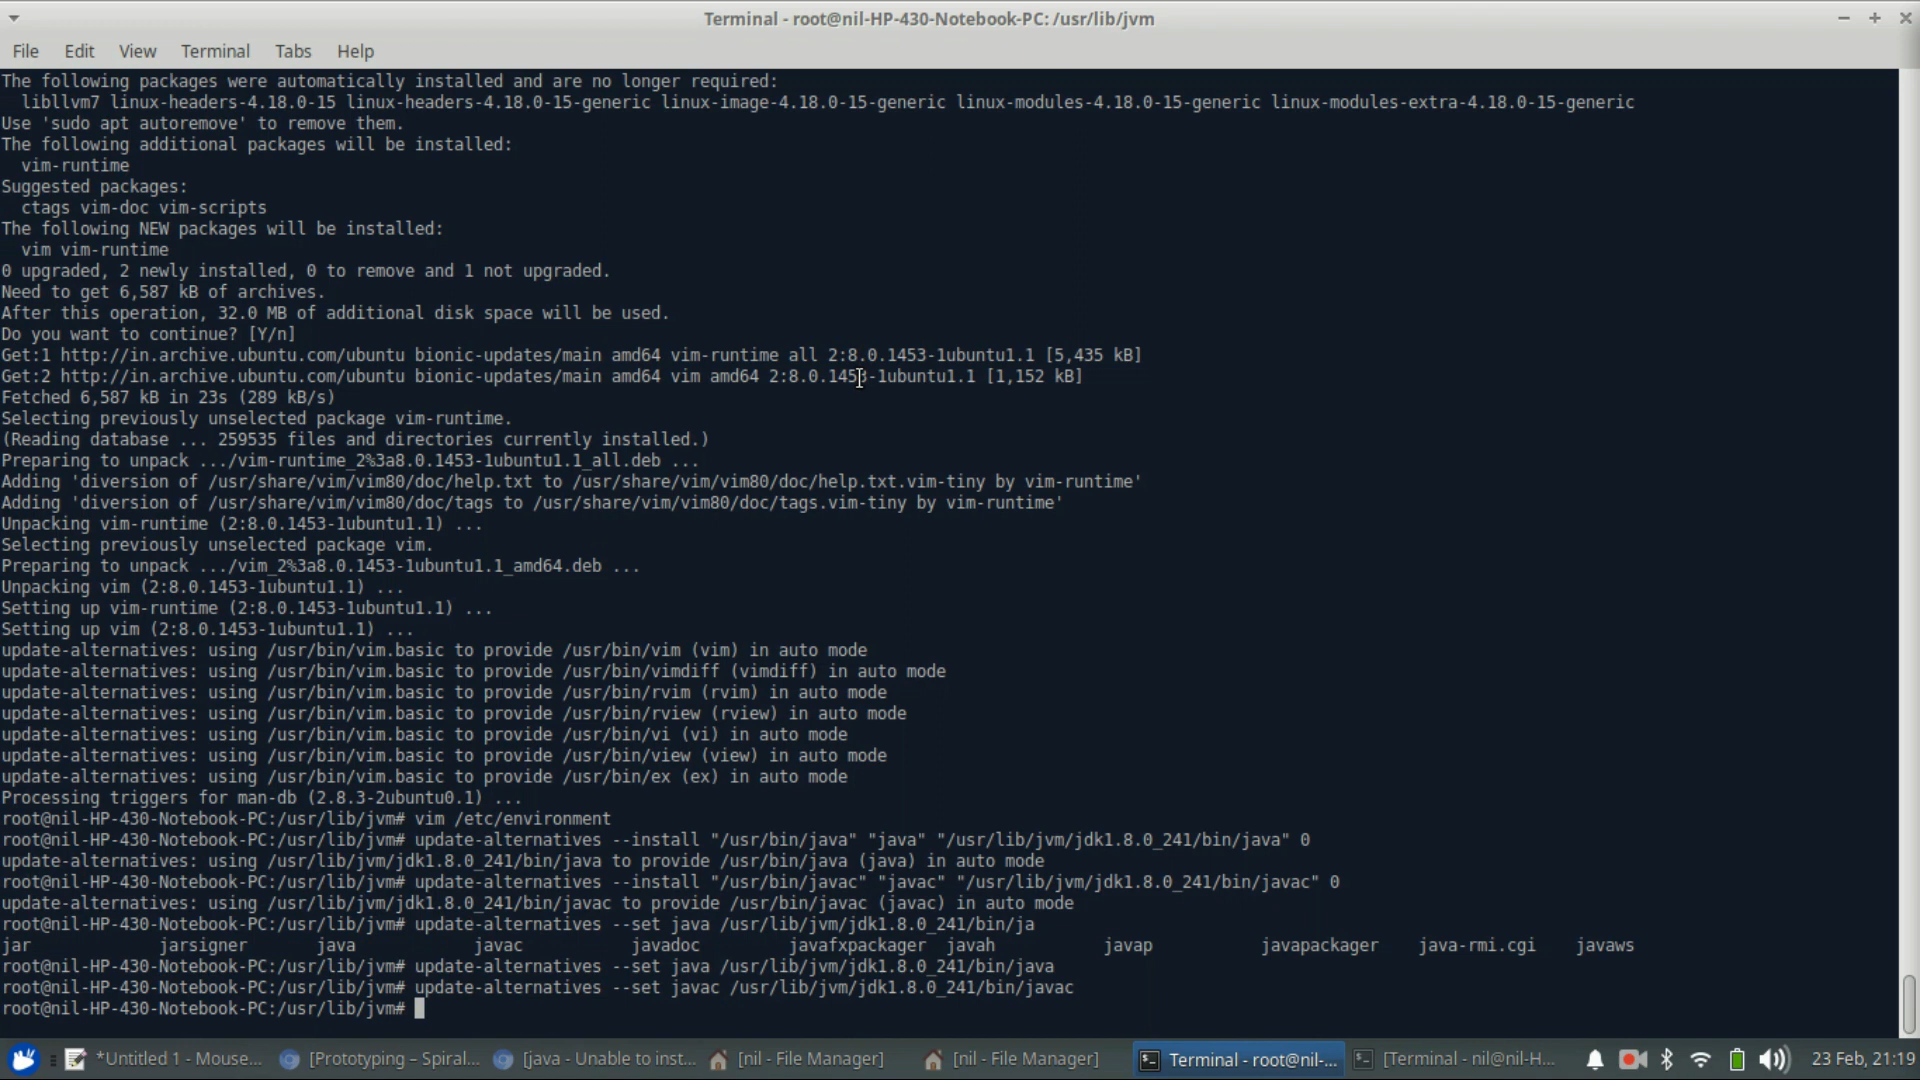 Terminal - root@nil-HP-430-Notebook-PC: /usr/lib/jvm
File Edit View Terminal Tabs Help
The following packages were automatically installed and are no longer required:
  libllvm7 linux-headers-4.18.0-15 linux-headers-4.18.0-15-generic linux-image-4.18.0-15-generic linux-modules-4.18.0-15-generic linux-modules-extra-4.18.0-15-generic
Use 'sudo apt autoremove' to remove them.
The following additional packages will be installed:
  vim-runtime
Suggested packages:
  ctags vim-doc vim-scripts
The following NEW packages will be installed:
  vim vim-runtime
0 upgraded, 2 newly installed, 0 to remove and 1 not upgraded.
Need to get 6,587 kB of archives.
After this operation, 32.0 MB of additional disk space will be used.
Do you want to continue? [Y/n]
Get:1 http://in.archive.ubuntu.com/ubuntu bionic-updates/main amd64 vim-runtime all 2:8.0.1453-1ubuntu1.1 [5,435 kB]
Get:2 http://in.archive.ubuntu.com/ubuntu bionic-updates/main amd64 vim amd64 2:8.0.1453-1ubuntu1.1 [1,152 kB]
Fetched 6,587 kB in 23s (289 kB/s)
Selecting previously unselected package vim-runtime.
(Reading database ... 259535 files and directories currently installed.)
Preparing to unpack .../vim-runtime_2%3a8.0.1453-1ubuntu1.1_all.deb ...
Adding 'diversion of /usr/share/vim/vim80/doc/help.txt to /usr/share/vim/vim80/doc/help.txt.vim-tiny by vim-runtime'
Adding 'diversion of /usr/share/vim/vim80/doc/tags to /usr/share/vim/vim80/doc/tags.vim-tiny by vim-runtime'
Unpacking vim-runtime (2:8.0.1453-1ubuntu1.1) ...
Selecting previously unselected package vim.
Preparing to unpack .../vim_2%3a8.0.1453-1ubuntu1.1_amd64.deb ...
Unpacking vim (2:8.0.1453-1ubuntu1.1) ...
Setting up vim-runtime (2:8.0.1453-1ubuntu1.1) ...
Setting up vim (2:8.0.1453-1ubuntu1.1) ...
update-alternatives: using /usr/bin/vim.basic to provide /usr/bin/vim (vim) in auto mode
update-alternatives: using /usr/bin/vim.basic to provide /usr/bin/vimdiff (vimdiff) in auto mode
update-alternatives: using /usr/bin/vim.basic to provide /usr/bin/rvim (rvim) in auto mode
update-alternatives: using /usr/bin/vim.basic to provide /usr/bin/rview (rview) in auto mode
update-alternatives: using /usr/bin/vim.basic to provide /usr/bin/vi (vi) in auto mode
update-alternatives: using /usr/bin/vim.basic to provide /usr/bin/view (view) in auto mode
update-alternatives: using /usr/bin/vim.basic to provide /usr/bin/ex (ex) in auto mode
Processing triggers for man-db (2.8.3-2ubuntu0.1) ...
root@nil-HP-430-Notebook-PC:/usr/lib/jvm# vim /etc/environment
root@nil-HP-430-Notebook-PC:/usr/lib/jvm# update-alternatives --install "/usr/bin/java" "java" "/usr/lib/jvm/jdk1.8.0_241/bin/java" 0
update-alternatives: using /usr/lib/jvm/jdk1.8.0_241/bin/java to provide /usr/bin/java (java) in auto mode
root@nil-HP-430-Notebook-PC:/usr/lib/jvm# update-alternatives --install "/usr/bin/javac" "javac" "/usr/lib/jvm/jdk1.8.0_241/bin/javac" 0
update-alternatives: using /usr/lib/jvm/jdk1.8.0_241/bin/javac to provide /usr/bin/javac (javac) in auto mode
root@nil-HP-430-Notebook-PC:/usr/lib/jvm# update-alternatives --set java /usr/lib/jvm/jdk1.8.0_241/bin/ja
jar jarsigner java javac javadoc javafxpackager javah javap javapackager java-rmi.cgi javaws
root@nil-HP-430-Notebook-PC:/usr/lib/jvm# update-alternatives --set java /usr/lib/jvm/jdk1.8.0_241/bin/java
root@nil-HP-430-Notebook-PC:/usr/lib/jvm# update-alternatives --set javac /usr/lib/jvm/jdk1.8.0_241/bin/javac
root@nil-HP-430-Notebook-PC:/usr/lib/jvm#
*Untitled 1 - Mouse... [Prototyping – Spiral... [java - Unable to inst... [nil - File Manager] [nil - File Manager] Terminal - root@nil-... [Terminal - nil@nil-H... 23 Feb, 21:19